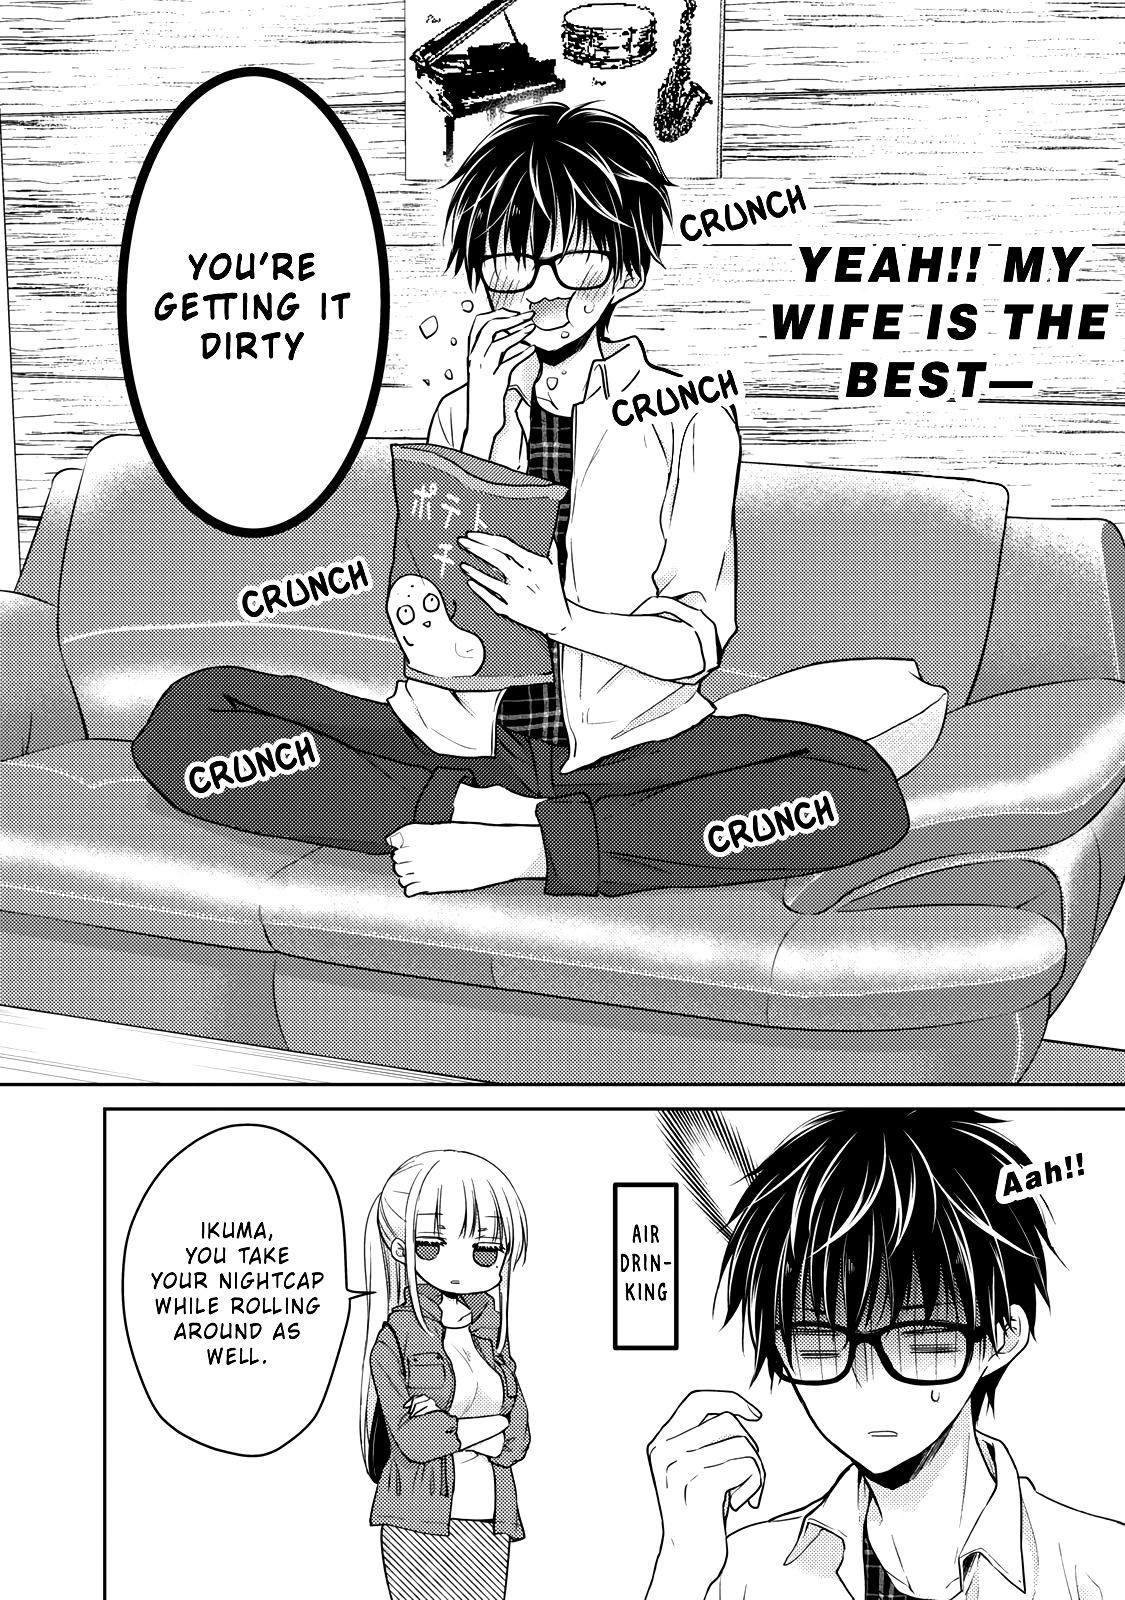 CRUNCH
YEAH!! MY
WIFE IS THE
BEST—
YOU'RE
GETTING IT
DIRTY
CRUNCH
ポテト
チ
CRUNCH
CRUNCH
CRUNCH
Aah!!
AIR
DRIN-
KING
IKUMA,
YOU TAKE
YOUR NIGHTCAP
WHILE ROLLING
AROUND AS
WELL.